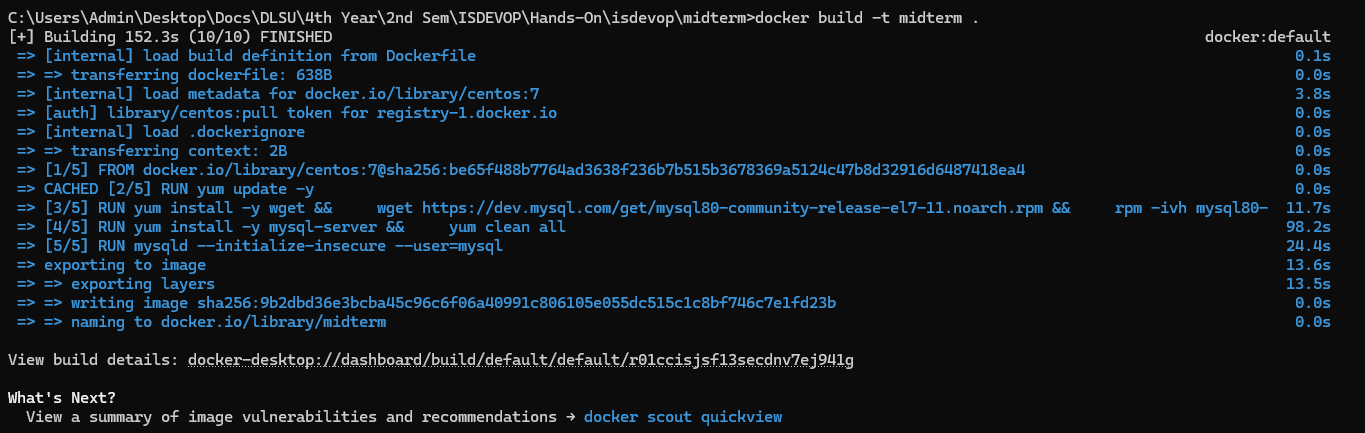 C:\Users\Admin\Desktop\Docs\DLSU\4th Year\2nd Sem\ISDEVOP\Hands-On\isdevop\midterm>docker build -t midterm .
[+] Building 152.3s (10/10) FINISHED docker:default
=> [internal] load build definition from Dockerfile 0.1s
=> => transferring dockerfile: 638B 0.0s
=> [internal] load metadata for docker.io/library/centos:7 3.8s
=> [auth] library/centos:pull token for registry-1.docker.io 0.0s
=> [internal] load .dockerignore 0.0s
=> => transferring context: 2B 0.0s
=> [1/5] FROM docker.io/library/centos:7@sha256:be65f488b7764ad3638f236b7b515b3678369a5124c47b8d32916d6487418ea4 0.0s
=> CACHED [2/5] RUN yum update -y 0.0s
=> [3/5] RUN yum install -y wget &&     wget https://dev.mysql.com/get/mysql80-community-release-el7-11.noarch.rpm &&     rpm -ivh mysql80- 11.7s
=> [4/5] RUN yum install -y mysql-server &&     yum clean all 98.2s
=> [5/5] RUN mysqld --initialize-insecure --user=mysql 24.4s
=> exporting to image 13.6s
=> => exporting layers 13.5s
=> => writing image sha256:9b2dbd36e3bcba45c96c6f06a40991c806105e055dc515c1c8bf746c7e1fd23b 0.0s
=> => naming to docker.io/library/midterm 0.0s
View build details: docker-desktop://dashboard/build/default/default/r01ccisjsf13secdnv7ej941g
What's Next?
View a summary of image vulnerabilities and recommendations → docker scout quickview